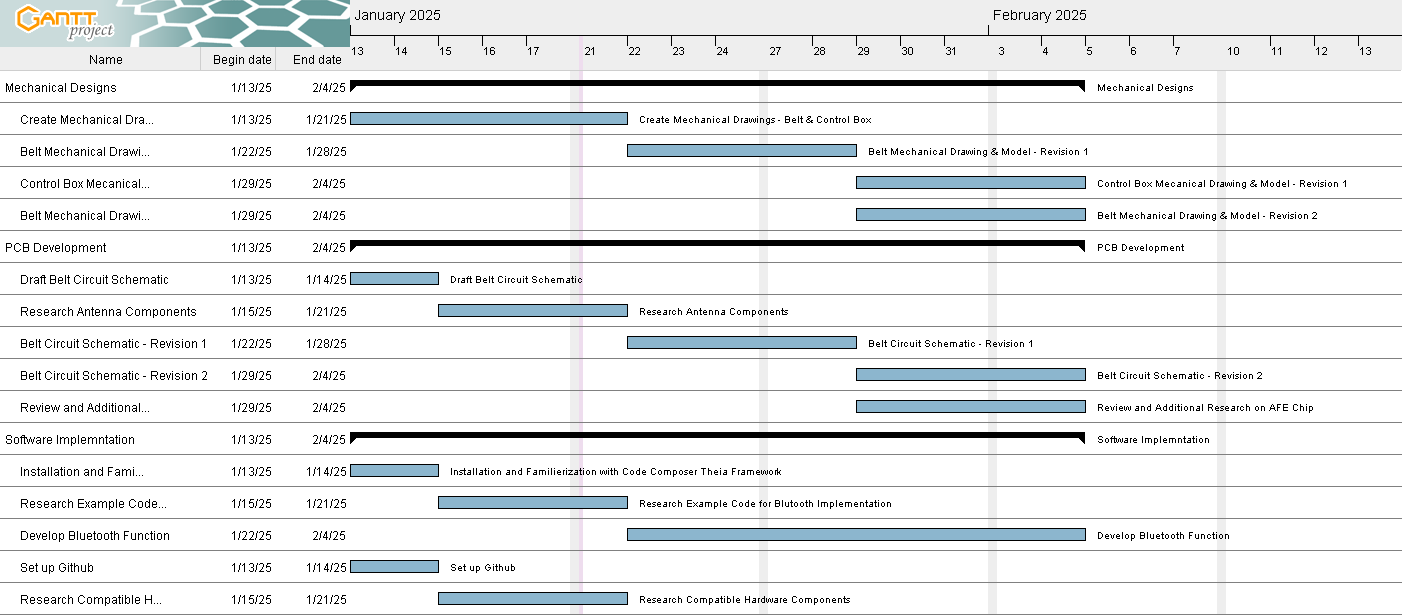 GANTT project
January 2025 February 2025
13 14 15 16 17 21 22 23 24 27 28 29 30 31 3 4 5 6 7 10 11 12 13
Name Begin date End date
Mechanical Designs 1/13/25 2/4/25 Mechanical Designs
Create Mechanical Dra... 1/13/25 1/21/25 Create Mechanical Drawings - Belt & Control Box
Belt Mechanical Drawi... 1/22/25 1/28/25 Belt Mechanical Drawing & Model - Revision 1
Control Box Mecanical... 1/29/25 2/4/25 Control Box Mecanical Drawing & Model - Revision 1
Belt Mechanical Drawi... 1/29/25 2/4/25 Belt Mechanical Drawing & Model - Revision 2
PCB Development 1/13/25 2/4/25 PCB Development
Draft Belt Circuit Schematic 1/13/25 1/14/25 Draft Belt Circuit Schematic
Research Antenna Components 1/15/25 1/21/25 Research Antenna Components
Belt Circuit Schematic - Revision 1 1/22/25 1/28/25 Belt Circuit Schematic - Revision 1
Belt Circuit Schematic - Revision 2 1/29/25 2/4/25 Belt Circuit Schematic - Revision 2
Review and Additional... 1/29/25 2/4/25 Review and Additional Research on AFE Chip
Software Implemntation 1/13/25 2/4/25 Software Implemntation
Installation and Fami... 1/13/25 1/14/25 Installation and Familierization with Code Composer Theia Framework
Research Example Code... 1/15/25 1/21/25 Research Example Code for Blutooth Implementation
Develop Bluetooth Function 1/22/25 2/4/25 Develop Bluetooth Function
Set up Github 1/13/25 1/14/25 Set up Github
Research Compatible H... 1/15/25 1/21/25 Research Compatible Hardware Components